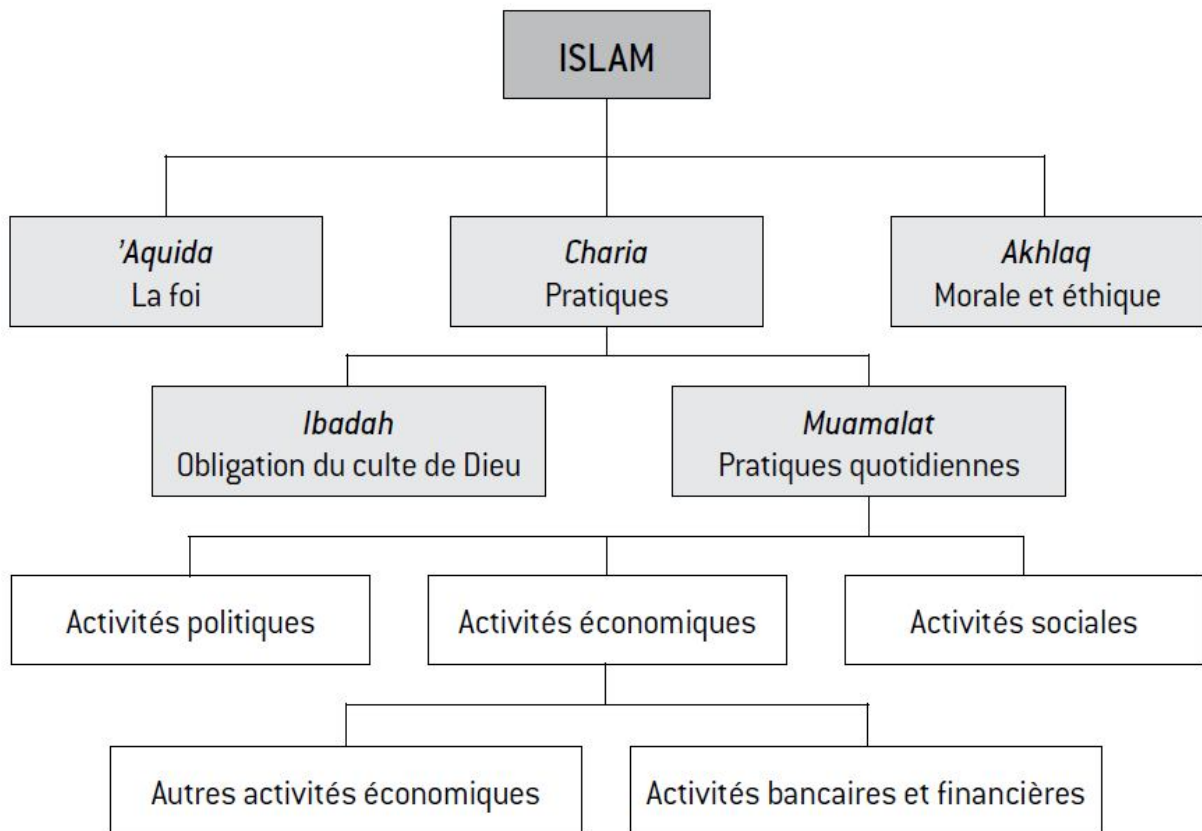 ISLAM
’Aquida
La foi
Charia
Pratiques
Akhlaq
Morale et éthique
Ibadah
Obligation du culte de Dieu
Muamalat
Pratiques quotidiennes
Activités politiques
Activités économiques
Activités sociales
Autres activités économiques
Activités bancaires et financières